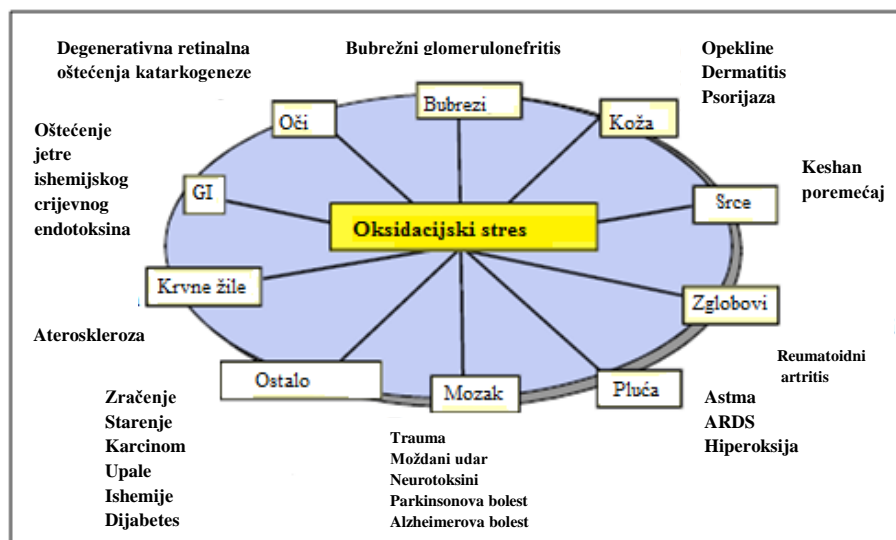 Degenerativna retinalna
oštećenja katarkogeneze
Bubrežni glomerulonefritis
Opekline
Dermatitis
Psorijaza
Oči
Bubrezi
Koža
Oštećenje
jetre
ishemijskog
crijevnog
endotoksina
GI
Srce
Keshan
poremećaj
Oksidacijski stres
Krvne žile
Zglobovi
Ateroskleroza
Reumatoidni
artritis
Ostalo
Mozak
Pluća
Zračenje
Starenje
Karcinom
Upale
Ishemije
Dijabetes
Trauma
Moždani udar
Neurotoksini
Parkinsonova bolest
Alzheimerova bolest
Astma
ARDS
Hiperoksija